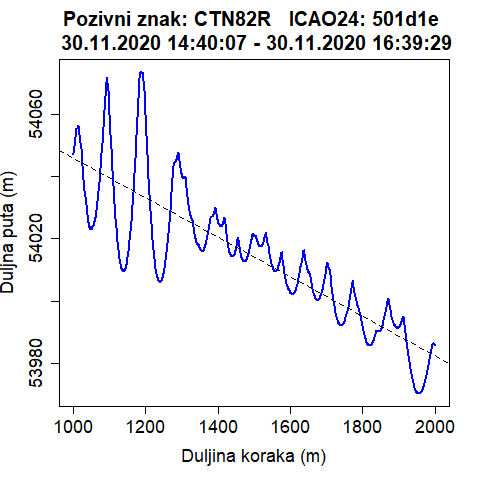 Pozivni znak: CTN82R   ICAO24: 501d1e
30.11.2020 14:40:07 - 30.11.2020 16:39:29
Duljna puta (m)
54060
54020
53980
1000 1200 1400 1600 1800 2000
Duljina koraka (m)